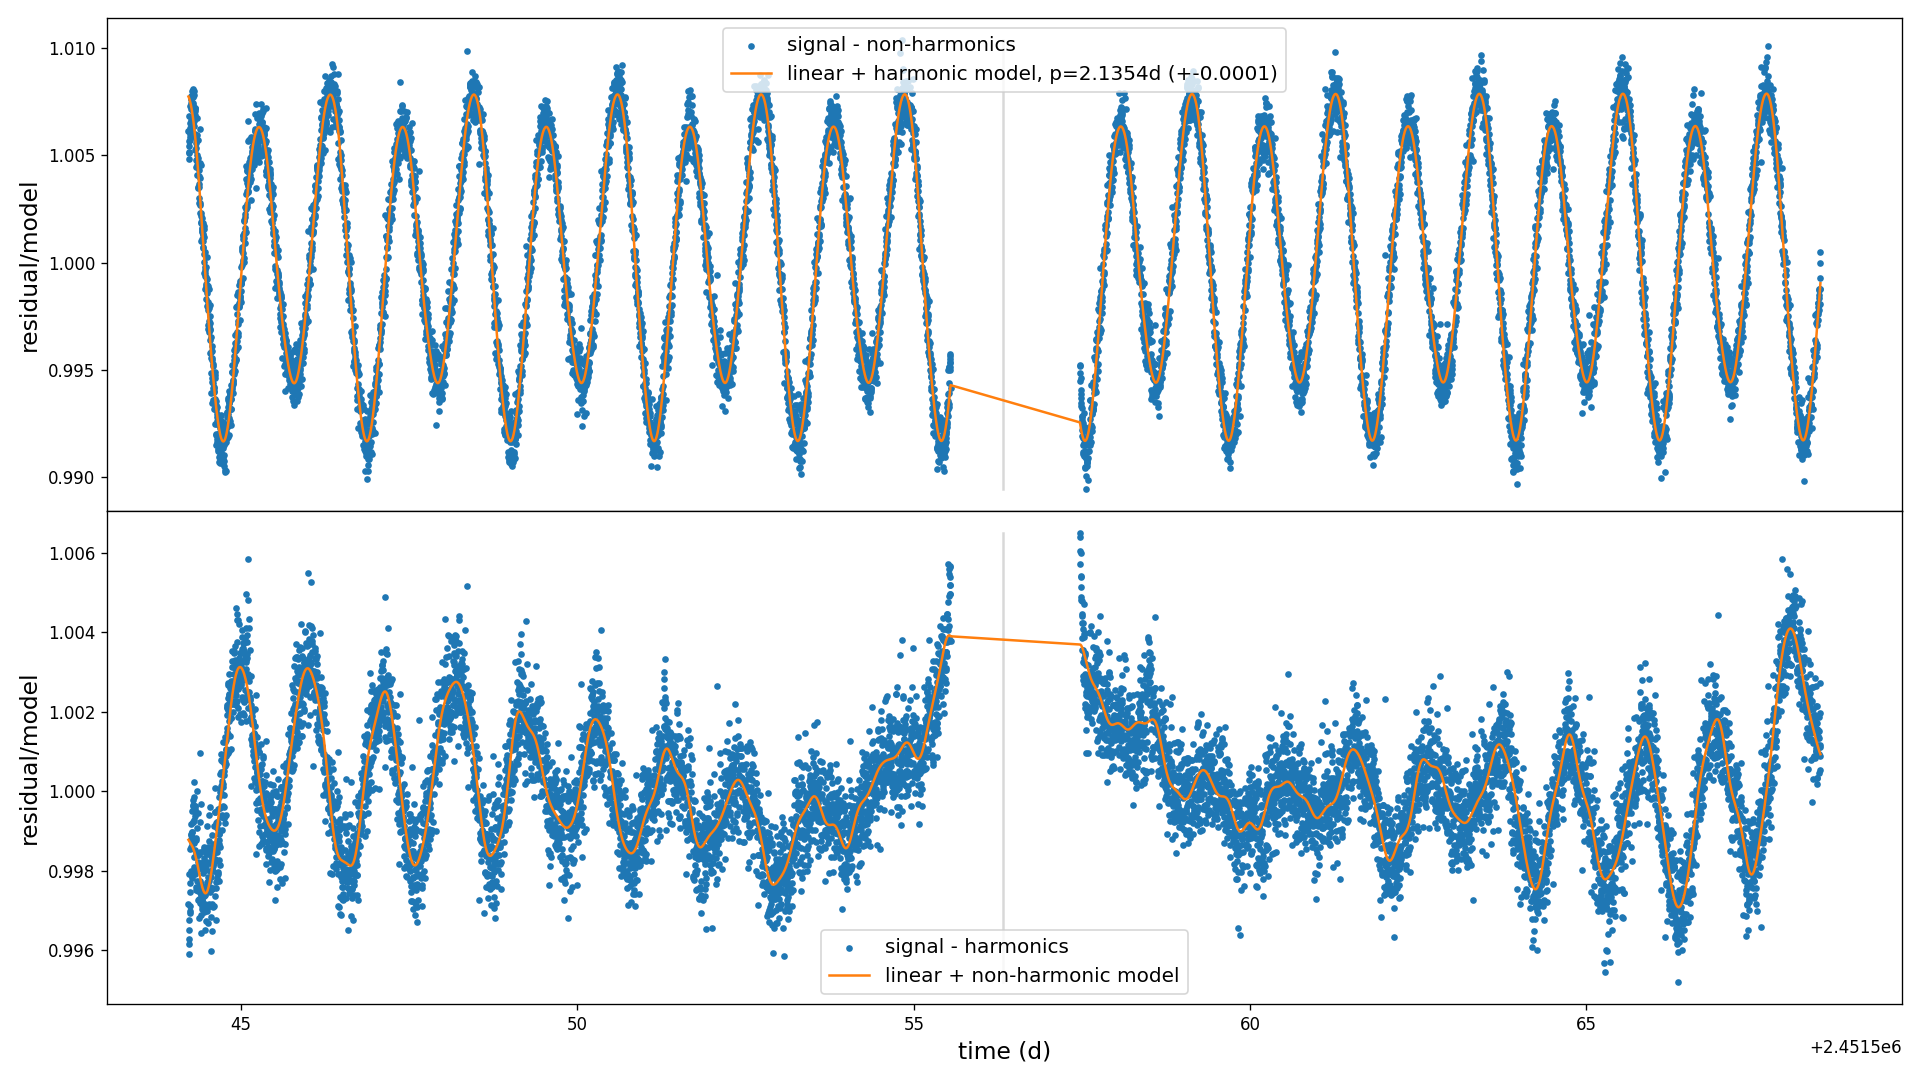 1.010
1.005
1.000
0.995
0.990
residual/model
signal - non-harmonics
linear + harmonic model, p=2.1354d (+-0.0001)
1.006
1.004
1.002
1.000
0.998
0.996
residual/model
signal - harmonics
linear + non-harmonic model
45
50
55
60
65
time (d)
+2.4515e6